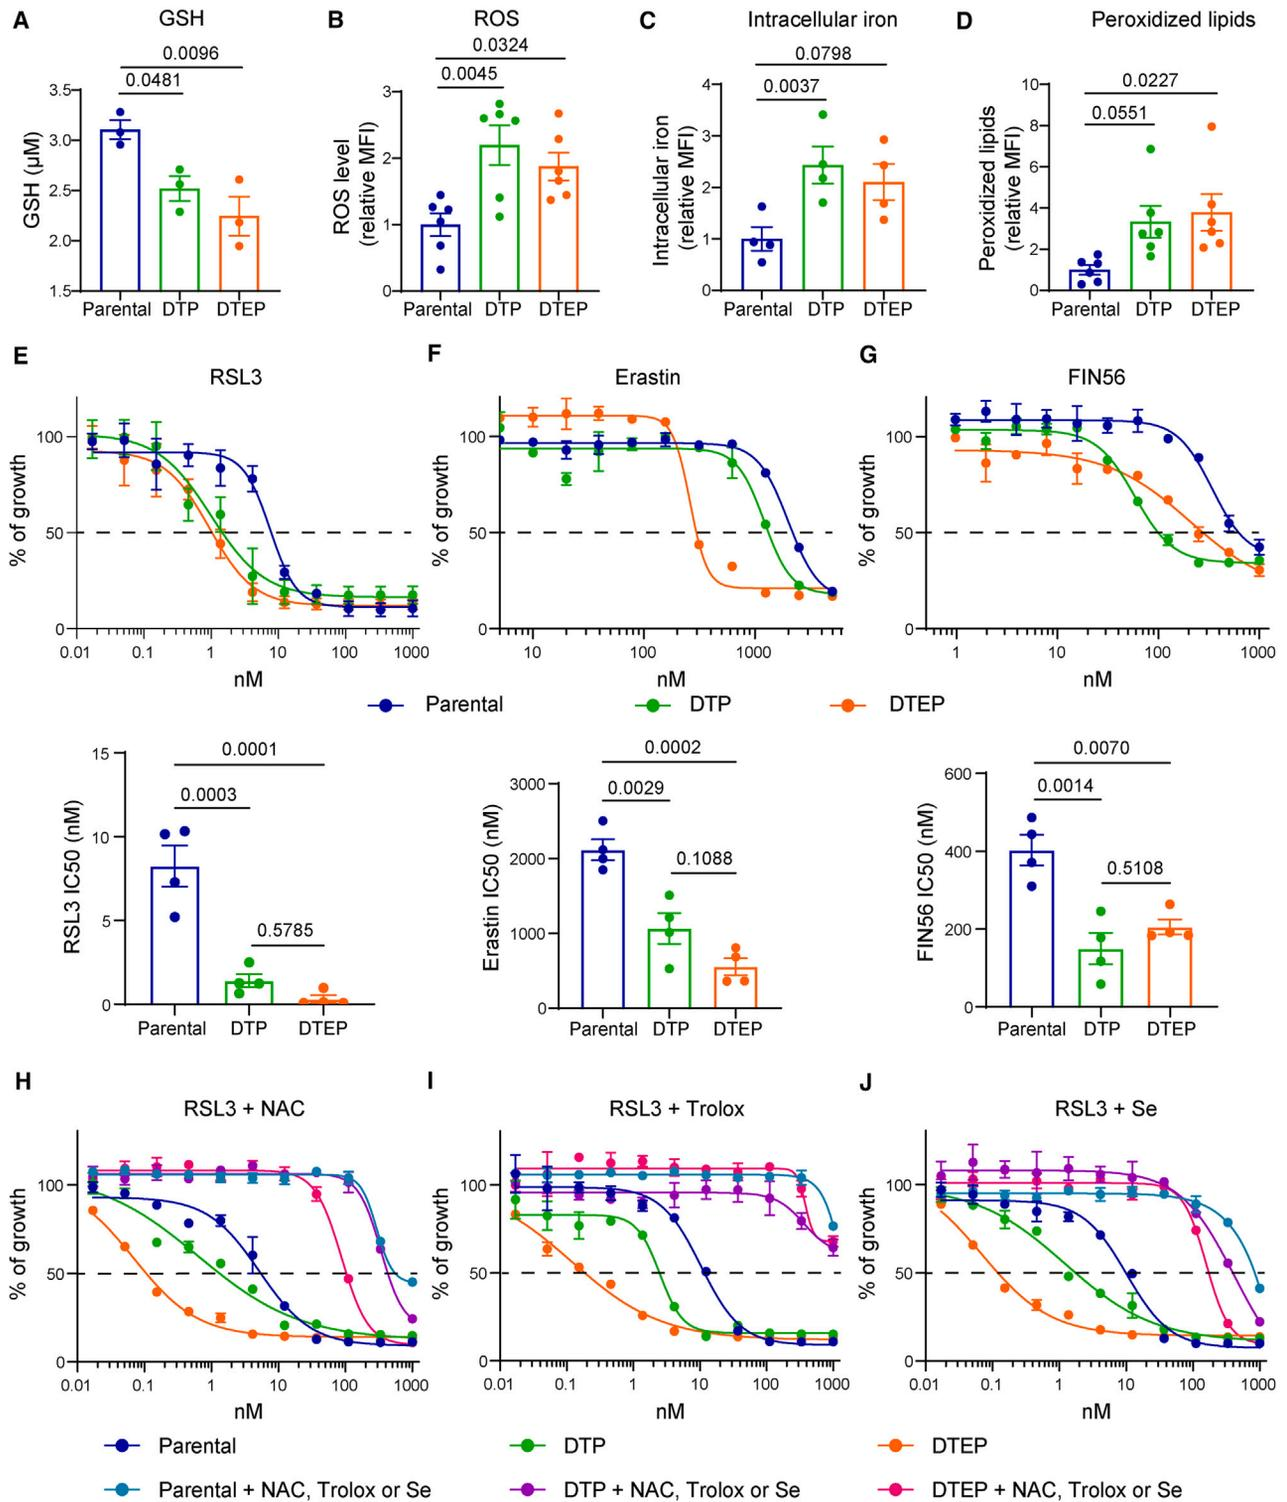 A GSH
0.0096
0.0481
3.5
3.0
2.5
2.0
1.5
GSH (µM)
Parental DTP DTEP
B ROS
0.0324
0.0045
3
2
1
0
ROS level
(relative MFI)
Parental DTP DTEP
C Intracellular iron
0.0798
0.0037
4
3
2
1
0
Intracellular iron
(relative MFI)
Parental DTP DTEP
D Peroxidized lipids
0.0227
0.0551
10
8
6
4
2
0
Peroxidized lipids
(relative MFI)
Parental DTP DTEP
E
RSL3
100
50
0
% of growth
0.01 0.1 1 10 100 1000
nM
F
Erastin
100
50
0
% of growth
10 100 1000
nM
G
FIN56
100
50
0
% of growth
1 10 100 1000
nM
Parental DTP DTEP
0.0001
0.0003
0.5785
15
10
5
0
RSL3 IC50 (nM)
Parental DTP DTEP
0.0002
0.0029
0.1088
3000
2000
1000
0
Erastin IC50 (nM)
Parental DTP DTEP
0.0070
0.0014
0.5108
600
400
200
0
FIN56 IC50 (nM)
Parental DTP DTEP
H
RSL3 + NAC
100
50
0
% of growth
0.01 0.1 1 10 100 1000
nM
I
RSL3 + Trolox
100
50
0
% of growth
0.01 0.1 1 10 100 1000
nM
J
RSL3 + Se
100
50
0
% of growth
0.01 0.1 1 10 100 1000
nM
Parental DTP DTEP
Parental + NAC, Trolox or Se DTP + NAC, Trolox or Se DTEP + NAC, Trolox or Se